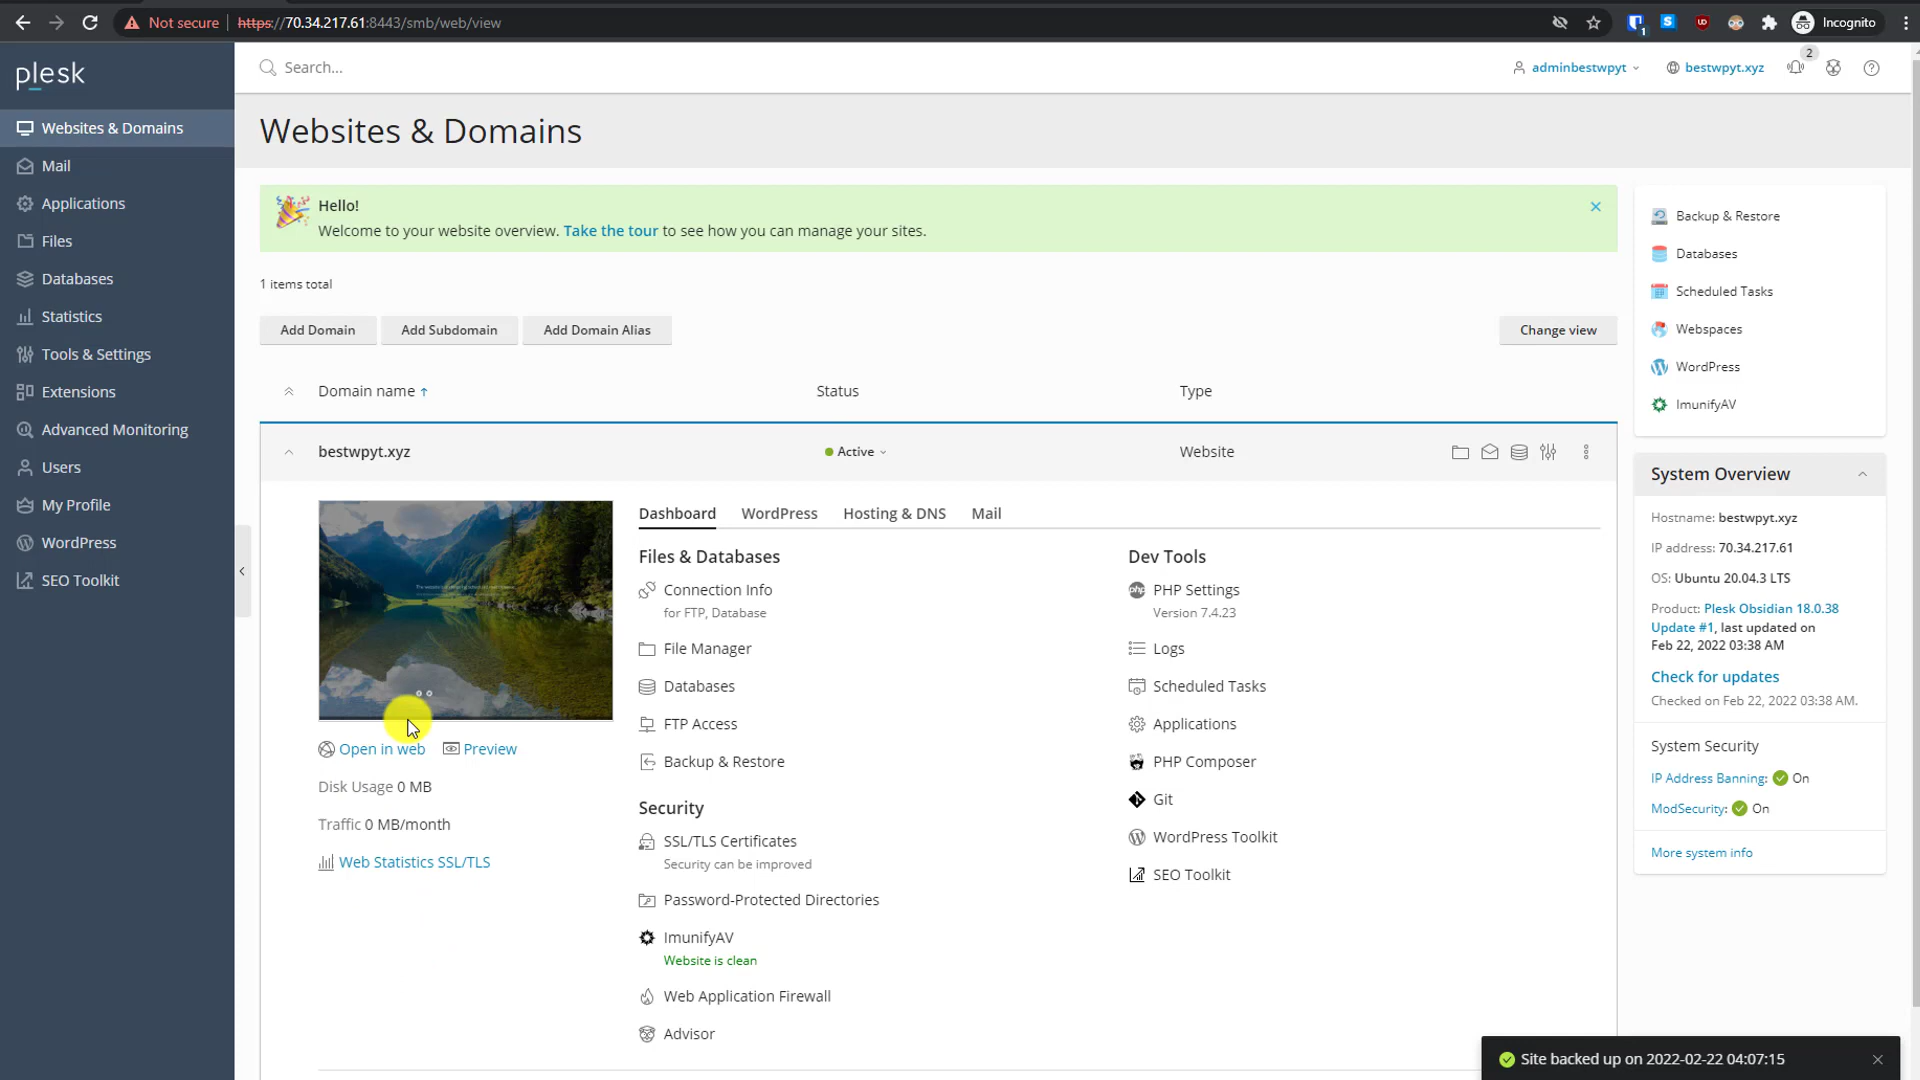 Not secure | https://70.34.217.61:8443/smb/web/view
1
UD
Incognito
plesk
Search...
adminbestwpyt
bestwpyt.xyz
2
Websites & Domains
Mail
Applications
Files
Databases
Statistics
Tools & Settings
Extensions
Advanced Monitoring
Users
My Profile
WordPress
SEO Toolkit
Websites & Domains
Hello!
Welcome to your website overview. Take the tour to see how you can manage your sites.
1 items total
Add Domain
Add Subdomain
Add Domain Alias
Change view
Domain name ↑
Status
Type
bestwpyt.xyz
Active
Website
Open in web
Preview
Disk Usage 0 MB
Traffic 0 MB/month
Web Statistics SSL/TLS
Dashboard
WordPress
Hosting & DNS
Mail
Files & Databases
Connection Info
for FTP, Database
File Manager
Databases
FTP Access
Backup & Restore
Security
SSL/TLS Certificates
Security can be improved
Password-Protected Directories
ImunifyAV
Website is clean
Web Application Firewall
Advisor
Dev Tools
php
PHP Settings
Version 7.4.23
Logs
Scheduled Tasks
Applications
PHP Composer
Git
WordPress Toolkit
SEO Toolkit
Backup & Restore
Databases
Scheduled Tasks
Webspaces
WordPress
ImunifyAV
System Overview
Hostname: bestwpyt.xyz
IP address: 70.34.217.61
OS: Ubuntu 20.04.3 LTS
Product: Plesk Obsidian 18.0.38
Update #1, last updated on
Feb 22, 2022 03:38 AM
Check for updates
Checked on Feb 22, 2022 03:38 AM.
System Security
IP Address Banning: On
ModSecurity: On
More system info
Site backed up on 2022-02-22 04:07:15